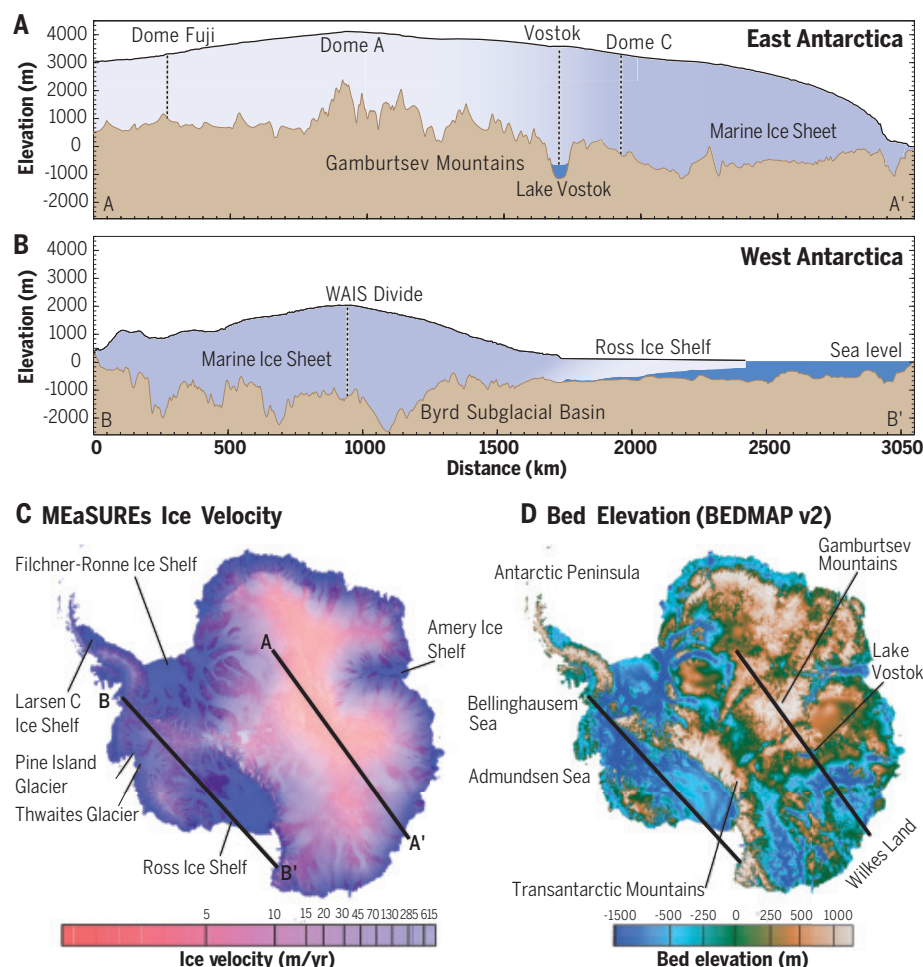 A
4000
3000
2000
1000
0
-1000
-2000
Elevation (m)
Dome Fuji
Dome A
Vostok
Dome C
East Antarctica
Marine Ice Sheet
Gamburtsev Mountains
Lake Vostok
A
A'
B
4000
3000
2000
1000
0
-1000
-2000
Elevation (m)
West Antarctica
WAIS Divide
Marine Ice Sheet
Ross Ice Shelf
Sea level
Byrd Subglacial Basin
B
B'
0
500
1000
1500
2000
2500
3050
Distance (km)
C MEaSUREs Ice Velocity
Filchner-Ronne Ice Shelf
A
Amery Ice
Shelf
Larsen C
Ice Shelf
B
Pine Island
Glacier
Thwaites Glacier
Ross Ice Shelf
A'
B'
5
10
15
20
30
45
70
130
285
615
Ice velocity (m/yr)
D Bed Elevation (BEDMAP v2)
Gamburtsev
Mountains
Antarctic Peninsula
Lake
Vostok
Bellinghausem
Sea
Admundsen Sea
Wilkes Land
Transantarctic Mountains
-1500
-500
-250
0
250
500
1000
Bed elevation (m)